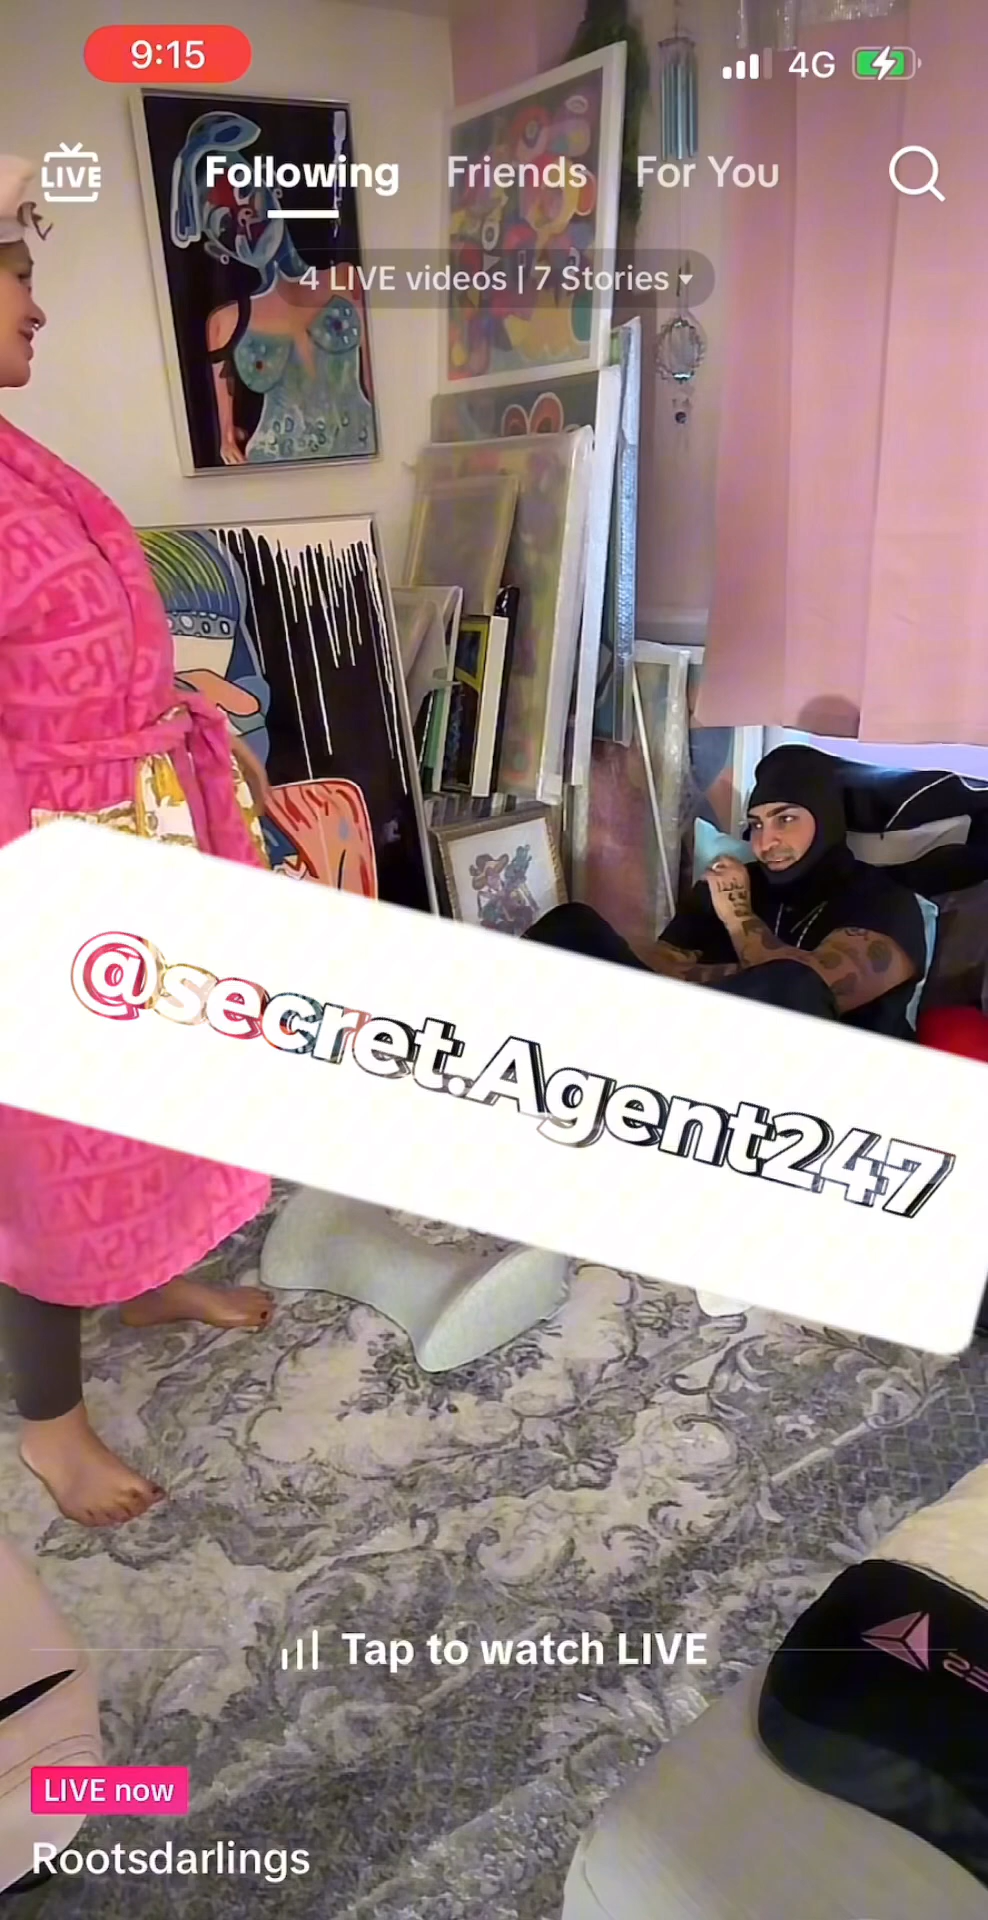 9:15
4G
LIVE
Following
Friends
For You
4 LIVE videos | 7 Stories
@secret.Agent247
Tap to watch LIVE
LIVE now
Rootsdarlings